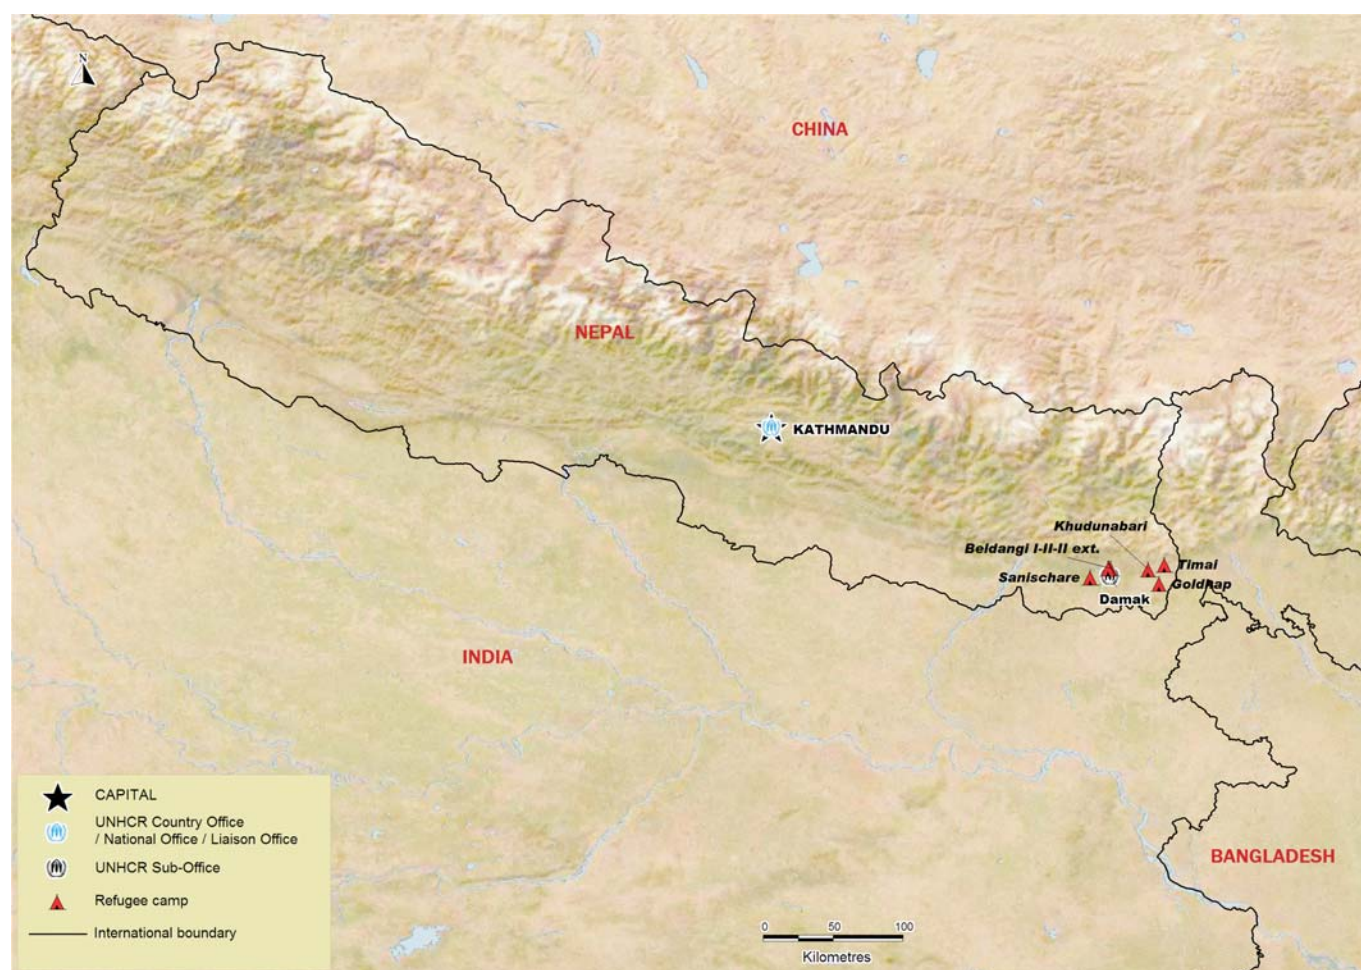 N
CHINA
NEPAL
KATHMANDU
Khudunabari
Beldangi I-II-II ext.
Timai
Sanischare
Goldhap
Damak
INDIA
BANGLADESH
CAPITAL
UNHCR Country Office
/ National Office / Liaison Office
UNHCR Sub-Office
Refugee camp
International boundary
0 50 100
Kilometres